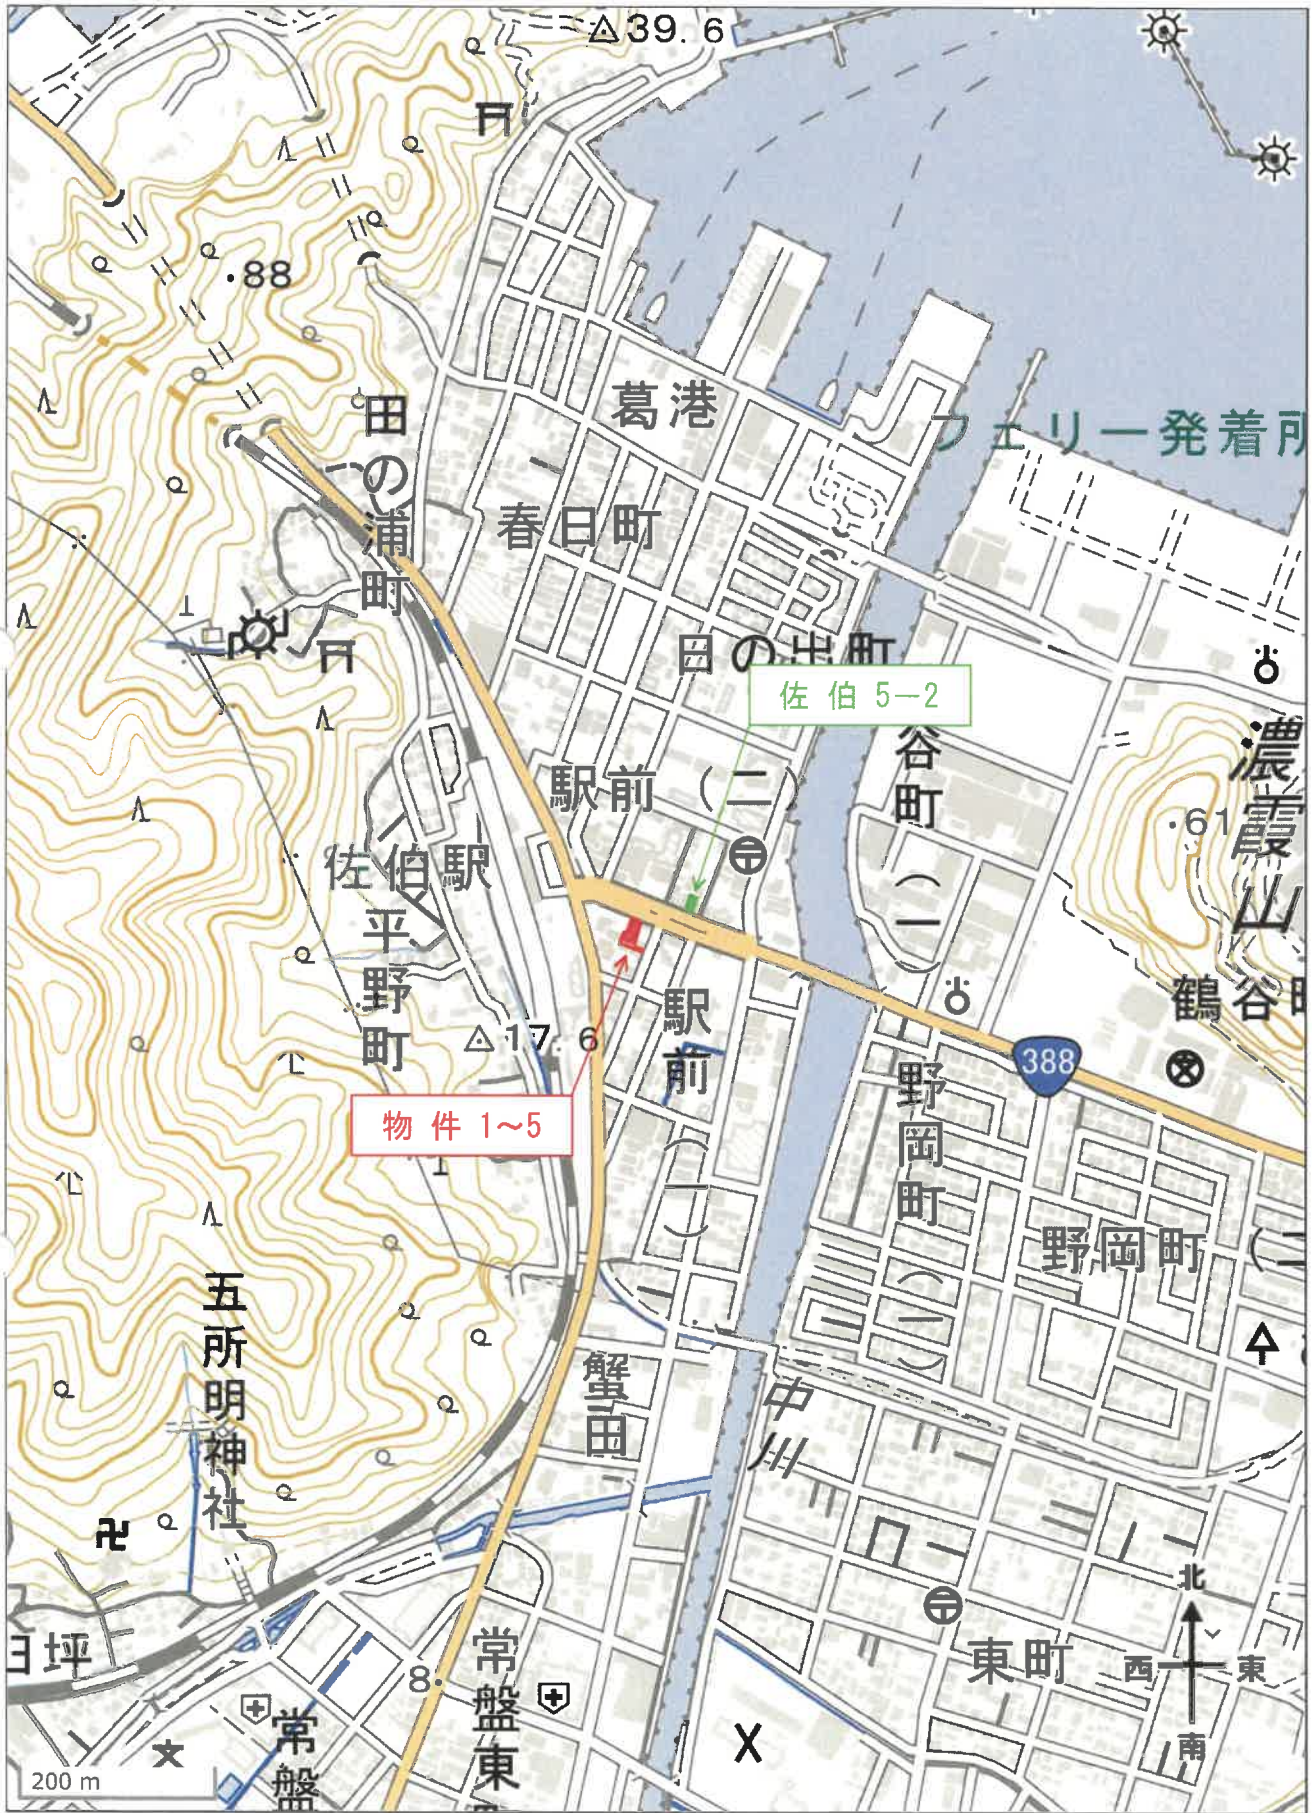 39.6
88
葛港
フェリー発着所
田の浦町
春日町
日の出町
佐伯 5-2
谷町(一)
濃霞山
駅前(二)
61
佐伯駅
平野町
鶴谷町
駅前(一)
17.6
388
物件 1~5
野岡町(一)
野岡町(二
五所明神社
蟹田
中川
北
西
東
南
東町
日坪
8.
常盤東
常盤
200 m